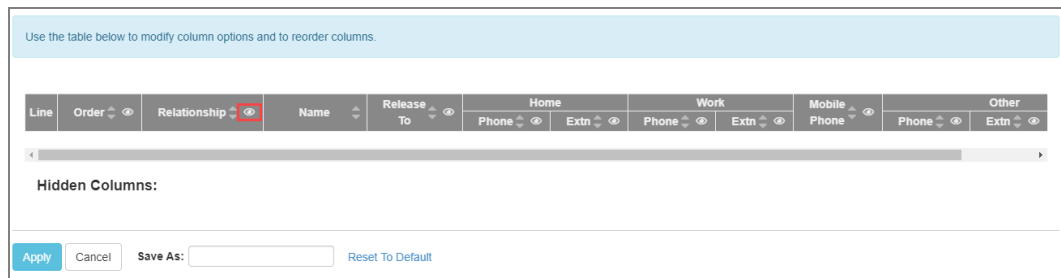 Use the table below to modify column options and to reorder columns.
Line Order Relationship Name Release To Home Work Mobile Phone Other
Phone Extn Phone Extn Phone Extn
Hidden Columns:
Apply Cancel Save As: Reset To Default